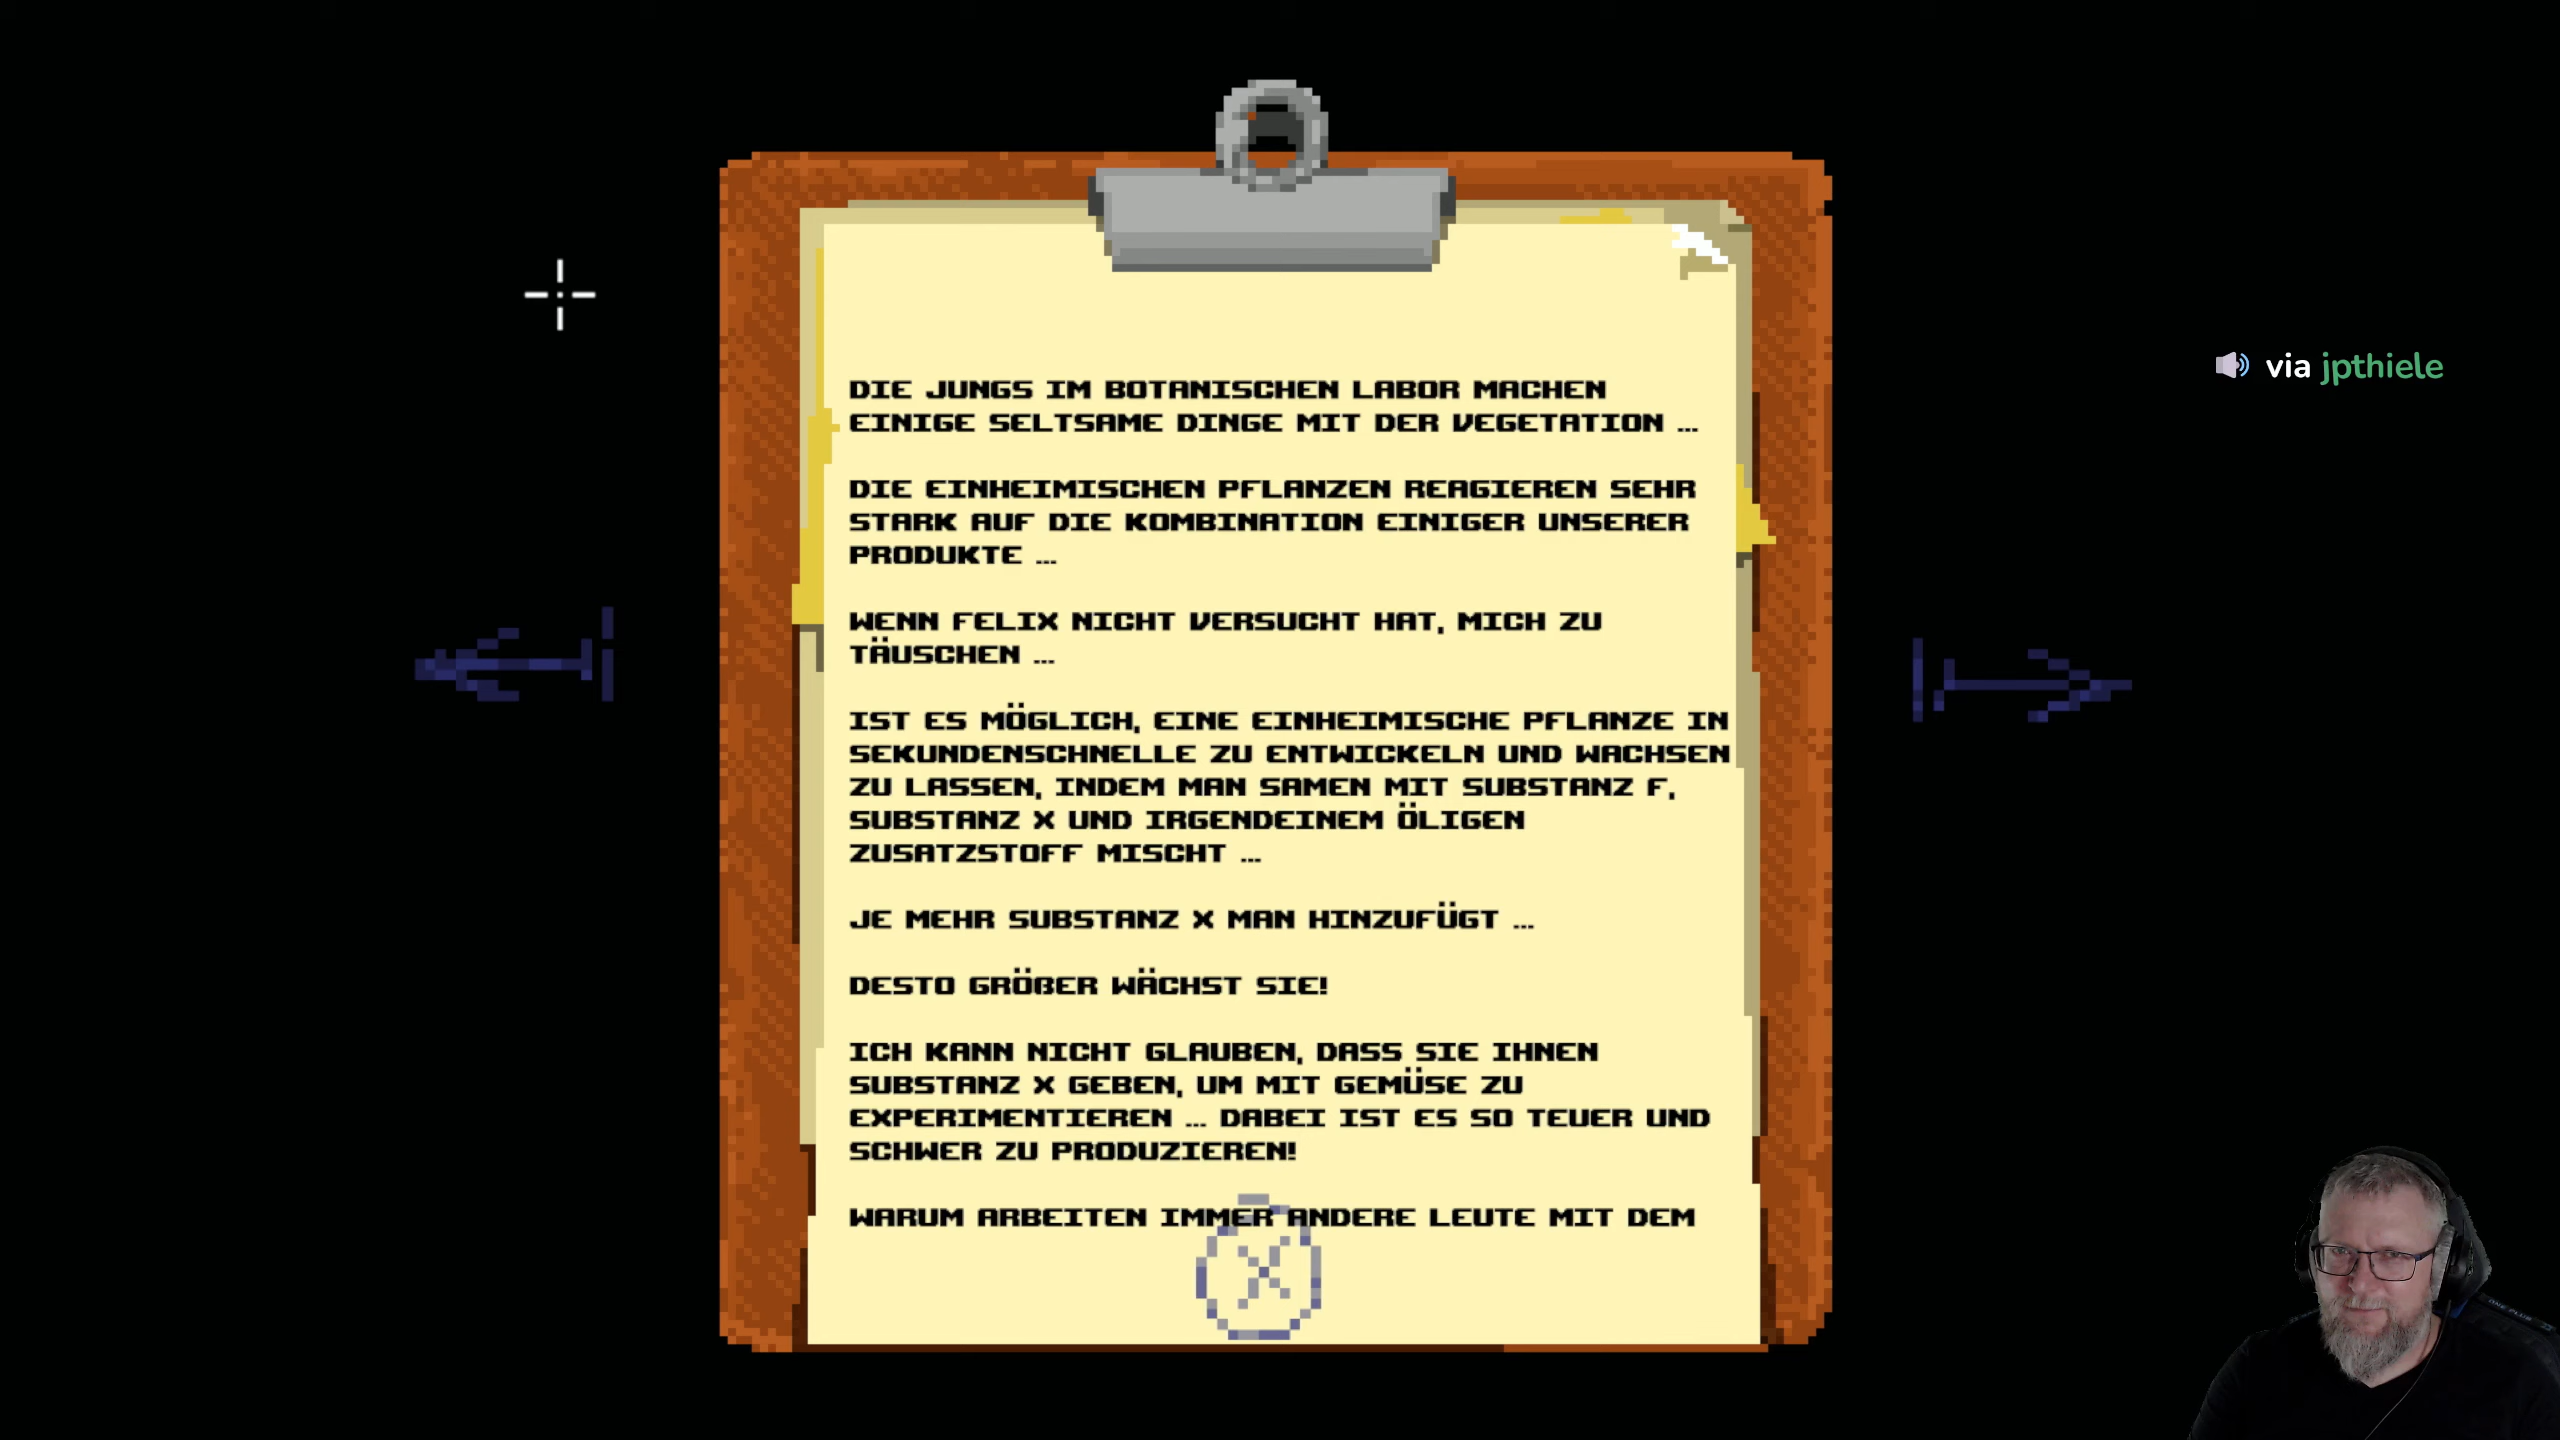 DIE JUNGS IM BOTANISCHEN LABOR MACHEN
EINIGE SELTSAME DINGE MIT DER VEGETATION ...
DIE EINHEIMISCHEN PFLANZEN REAGIEREN SEHR
STARK AUF DIE KOMBINATION EINIGER UNSERER
PRODUKTE ...
WENN FELIX NICHT VERSUCHT HAT, MICH ZU
TÄUSCHEN ...
IST ES MÖGLICH, EINE EINHEIMISCHE PFLANZE IN
SEKUNDENSCHNELLE ZU ENTWICKELN UND WACHSEN
ZU LASSEN, INDEM MAN SAMEN MIT SUBSTANZ F,
SUBSTANZ X UND IRGENDEINEM ÖLIGEN
ZUSATZSTOFF MISCHT ...
JE MEHR SUBSTANZ X MAN HINZUFÜGT ...
DESTO GRÖßER WÄCHST SIE!
ICH KANN NICHT GLAUBEN, DASS SIE IHNEN
SUBSTANZ X GEBEN, UM MIT GEMÜSE ZU
EXPERIMENTIEREN ... DABEI IST ES SO TEUER UND
SCHWER ZU PRODUZIEREN!
WARUM ARBEITEN IMMER ANDERE LEUTE MIT DEM
X
via jpthiele